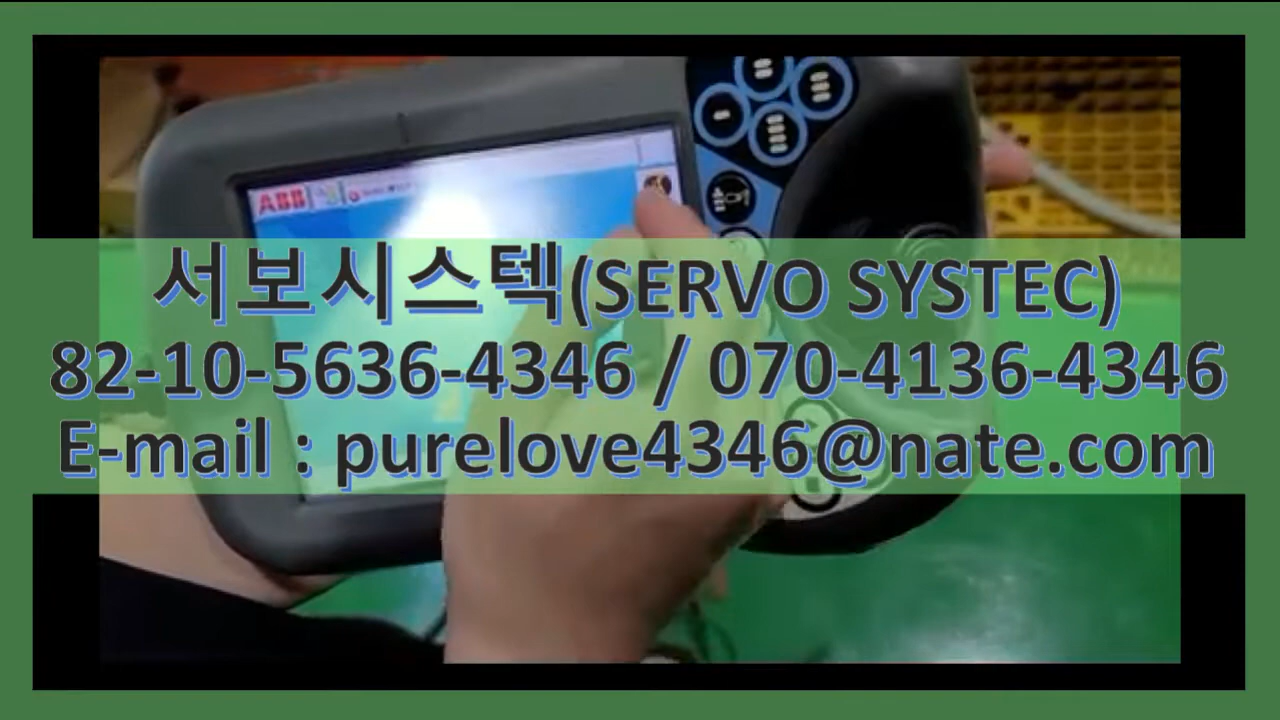 ABB
서보시스텍(SERVO SYSTEC)
82-10-5636-4346 / 070-4136-4346
E-mail : purelove4346@nate.com